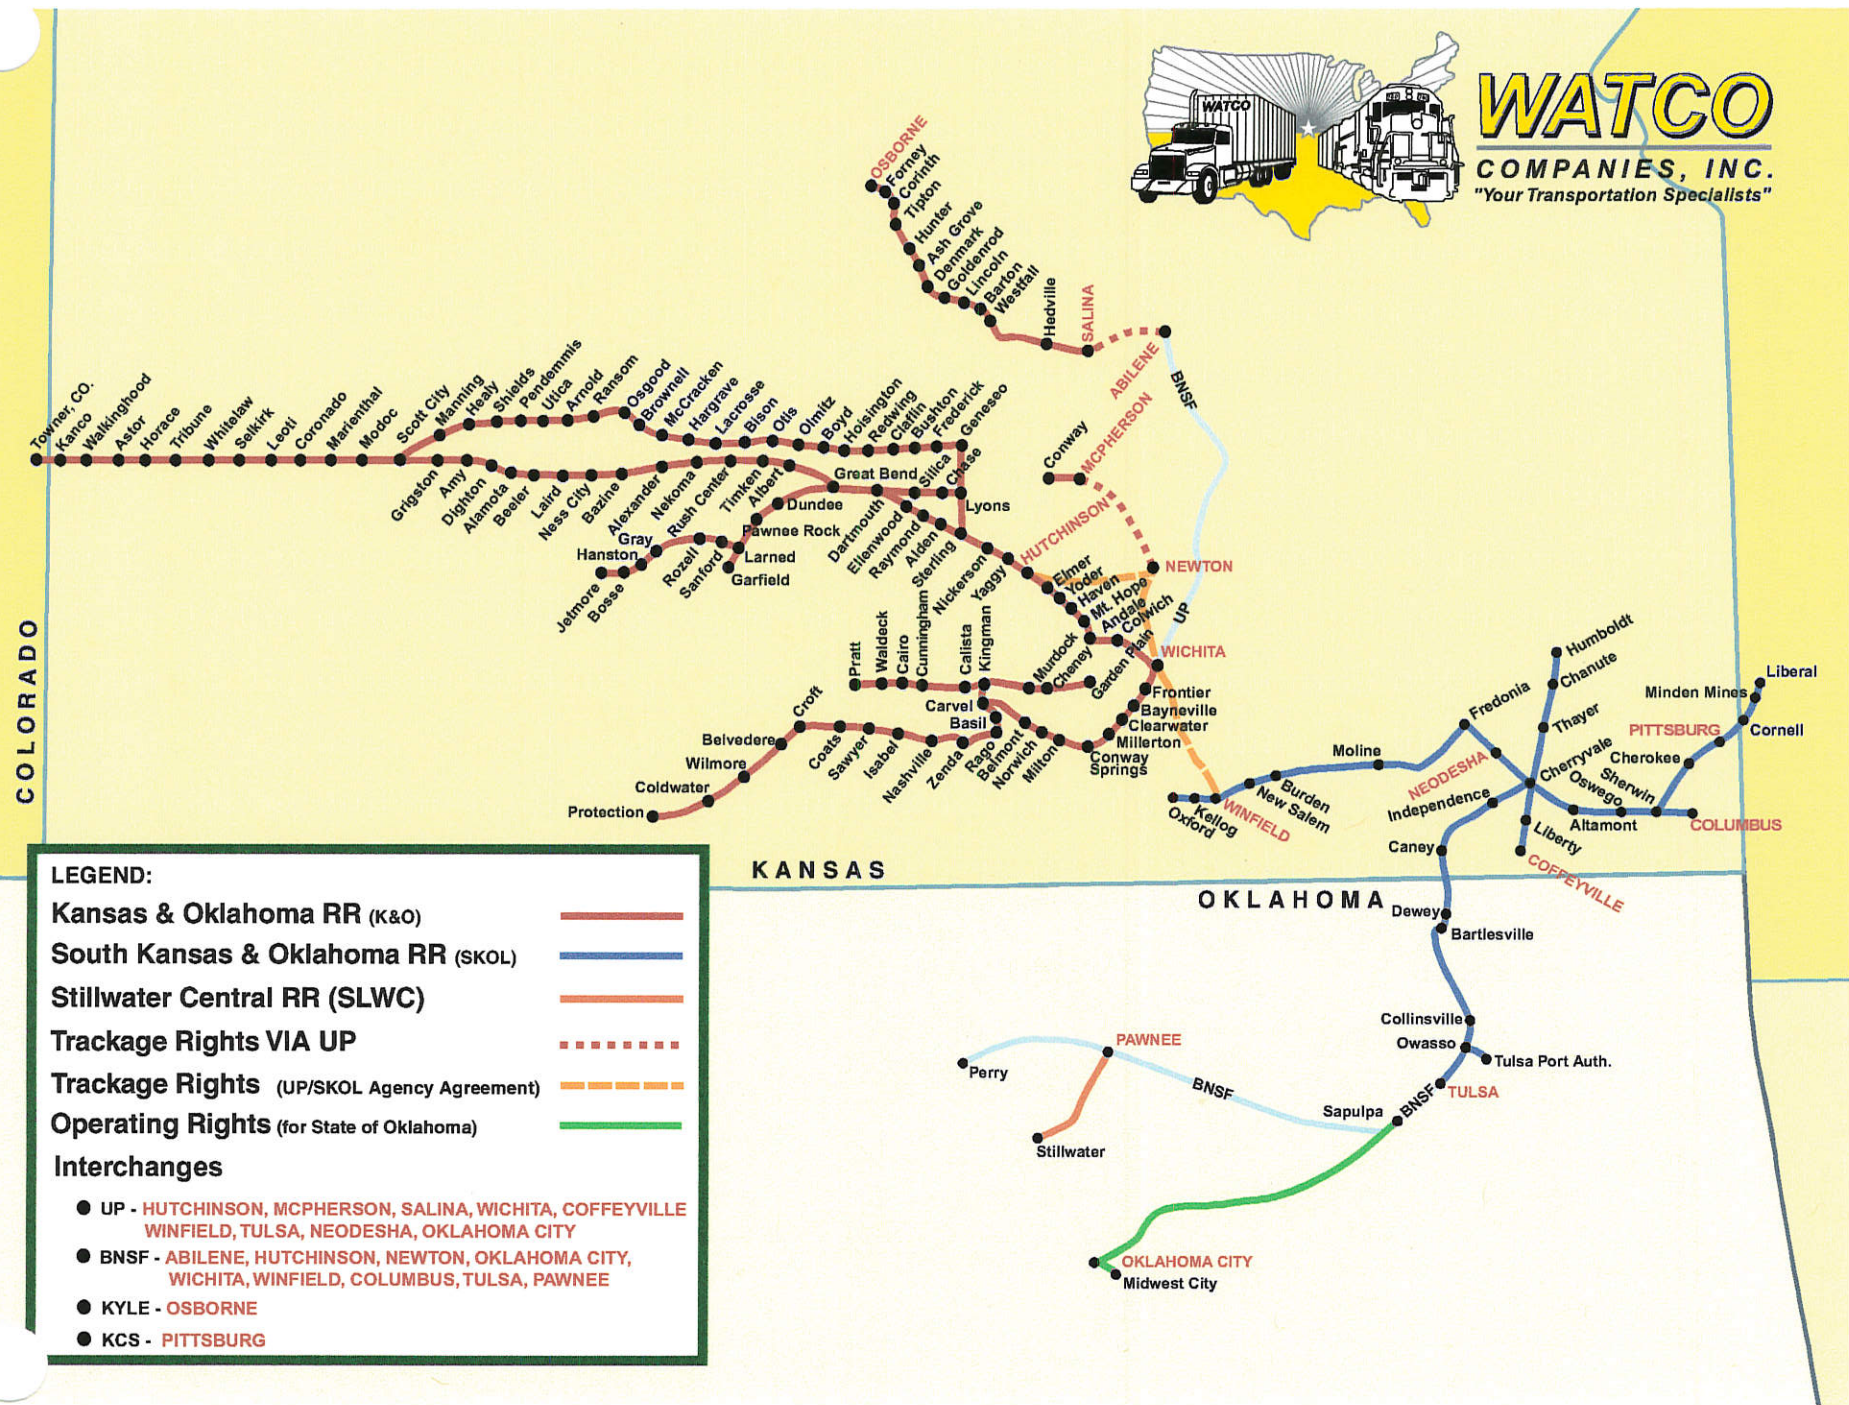 WATCO
WATCO
COMPANIES, INC.
"Your Transportation Specialists"
OSBORNE
Forney
Corinth
Tipton
Hunter
Ash Grove
Denmark
Goldenrod
Lincoln
Barton
Westfall
Hedville
SALINA
ABILENE
BNSF
UP
Conway
MCPHERSON
HUTCHINSON
NEWTON
WICHITA
Towner, CO.
Kanco
Walkinghood
Astor
Horace
Tribune
Whitelaw
Selkirk
Leoti
Coronado
Marienthal
Modoc
Scott City
Manning
Healy
Shields
Pendemmis
Utica
Arnold
Ransom
Osgood
Brownell
McCracken
Hargrave
Lacrosse
Bison
Otis
Olmitz
Boyd
Hoisington
Redwing
Claflin
Bushton
Frederick
Geneseo
Grigston
Amy
Dighton
Alamota
Beeler
Laird
Ness City
Bazine
Alexander
Nekoma
Rush Center
Timken
Albert
Great Bend
Silica
Chase
Lyons
Dundee
Pawnee Rock
Larned
Garfield
Sanford
Rozell
Gray
Hanston
Bosse
Jetmore
Dartmouth
Ellenwood
Raymond
Alden
Sterling
Nickerson
Yaggy
Elmer
Yoder
Haven
Mt. Hope
Andale
Colwich
Pratt
Waldeck
Cairo
Cunningham
Calista
Kingman
Murdock
Cheney
Garden Plain
Frontier
Bayneville
Clearwater
Millerton
Conway
Springs
Milton
Norwich
Belmont
Rago
Basil
Carvel
Zenda
Nashville
Isabel
Sawyer
Coats
Croft
Belvedere
Wilmore
Coldwater
Protection
Oxford
Kellog
WINFIELD
New Salem
Burden
Moline
Fredonia
NEODESHA
Independence
Caney
Humboldt
Chanute
Thayer
Cherryvale
Liberty
COFFEYVILLE
Altamont
Oswego
Sherwin
COLUMBUS
Cherokee
PITTSBURG
Cornell
Minden Mines
Liberal
COLORADO
KANSAS
OKLAHOMA
Dewey
Bartlesville
Collinsville
Owasso
Tulsa Port Auth.
TULSA
BNSF
Sapulpa
BNSF
PAWNEE
Perry
Stillwater
OKLAHOMA CITY
Midwest City
LEGEND:
Kansas & Oklahoma RR (K&O)
South Kansas & Oklahoma RR (SKOL)
Stillwater Central RR (SLWC)
Trackage Rights VIA UP
Trackage Rights (UP/SKOL Agency Agreement)
Operating Rights (for State of Oklahoma)
Interchanges
UP - HUTCHINSON, MCPHERSON, SALINA, WICHITA, COFFEYVILLE
WINFIELD, TULSA, NEODESHA, OKLAHOMA CITY
BNSF - ABILENE, HUTCHINSON, NEWTON, OKLAHOMA CITY,
WICHITA, WINFIELD, COLUMBUS, TULSA, PAWNEE
KYLE - OSBORNE
KCS - PITTSBURG